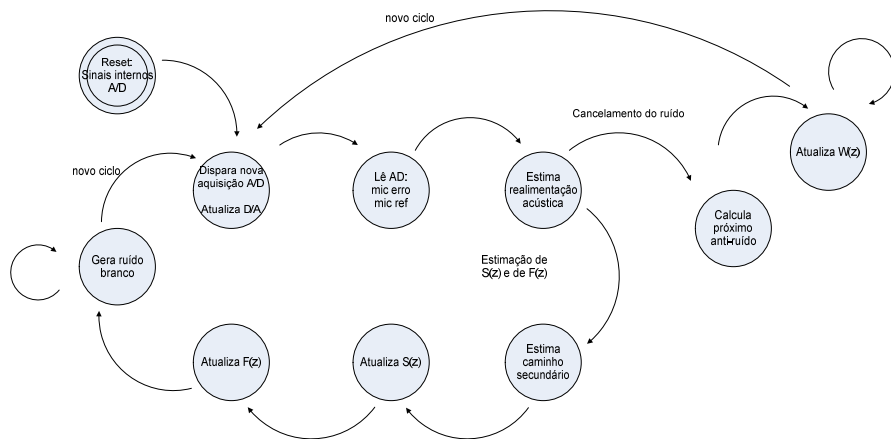 novo ciclo
Reset:
Sinais internos
A/D
Cancelamento do ruído
Atualiza W(z)
novo ciclo
Dispara nova
aquisição A/D
Atualiza D/A
Lê AD:
mic erro
mic ref
Estima
realimentação
acústica
Calcula
próximo
anti-ruído
Gera ruído
branco
Estimação de
S(z) e de F(z)
Atualiza F(z)
Atualiza S(z)
Estima
caminho
secundário